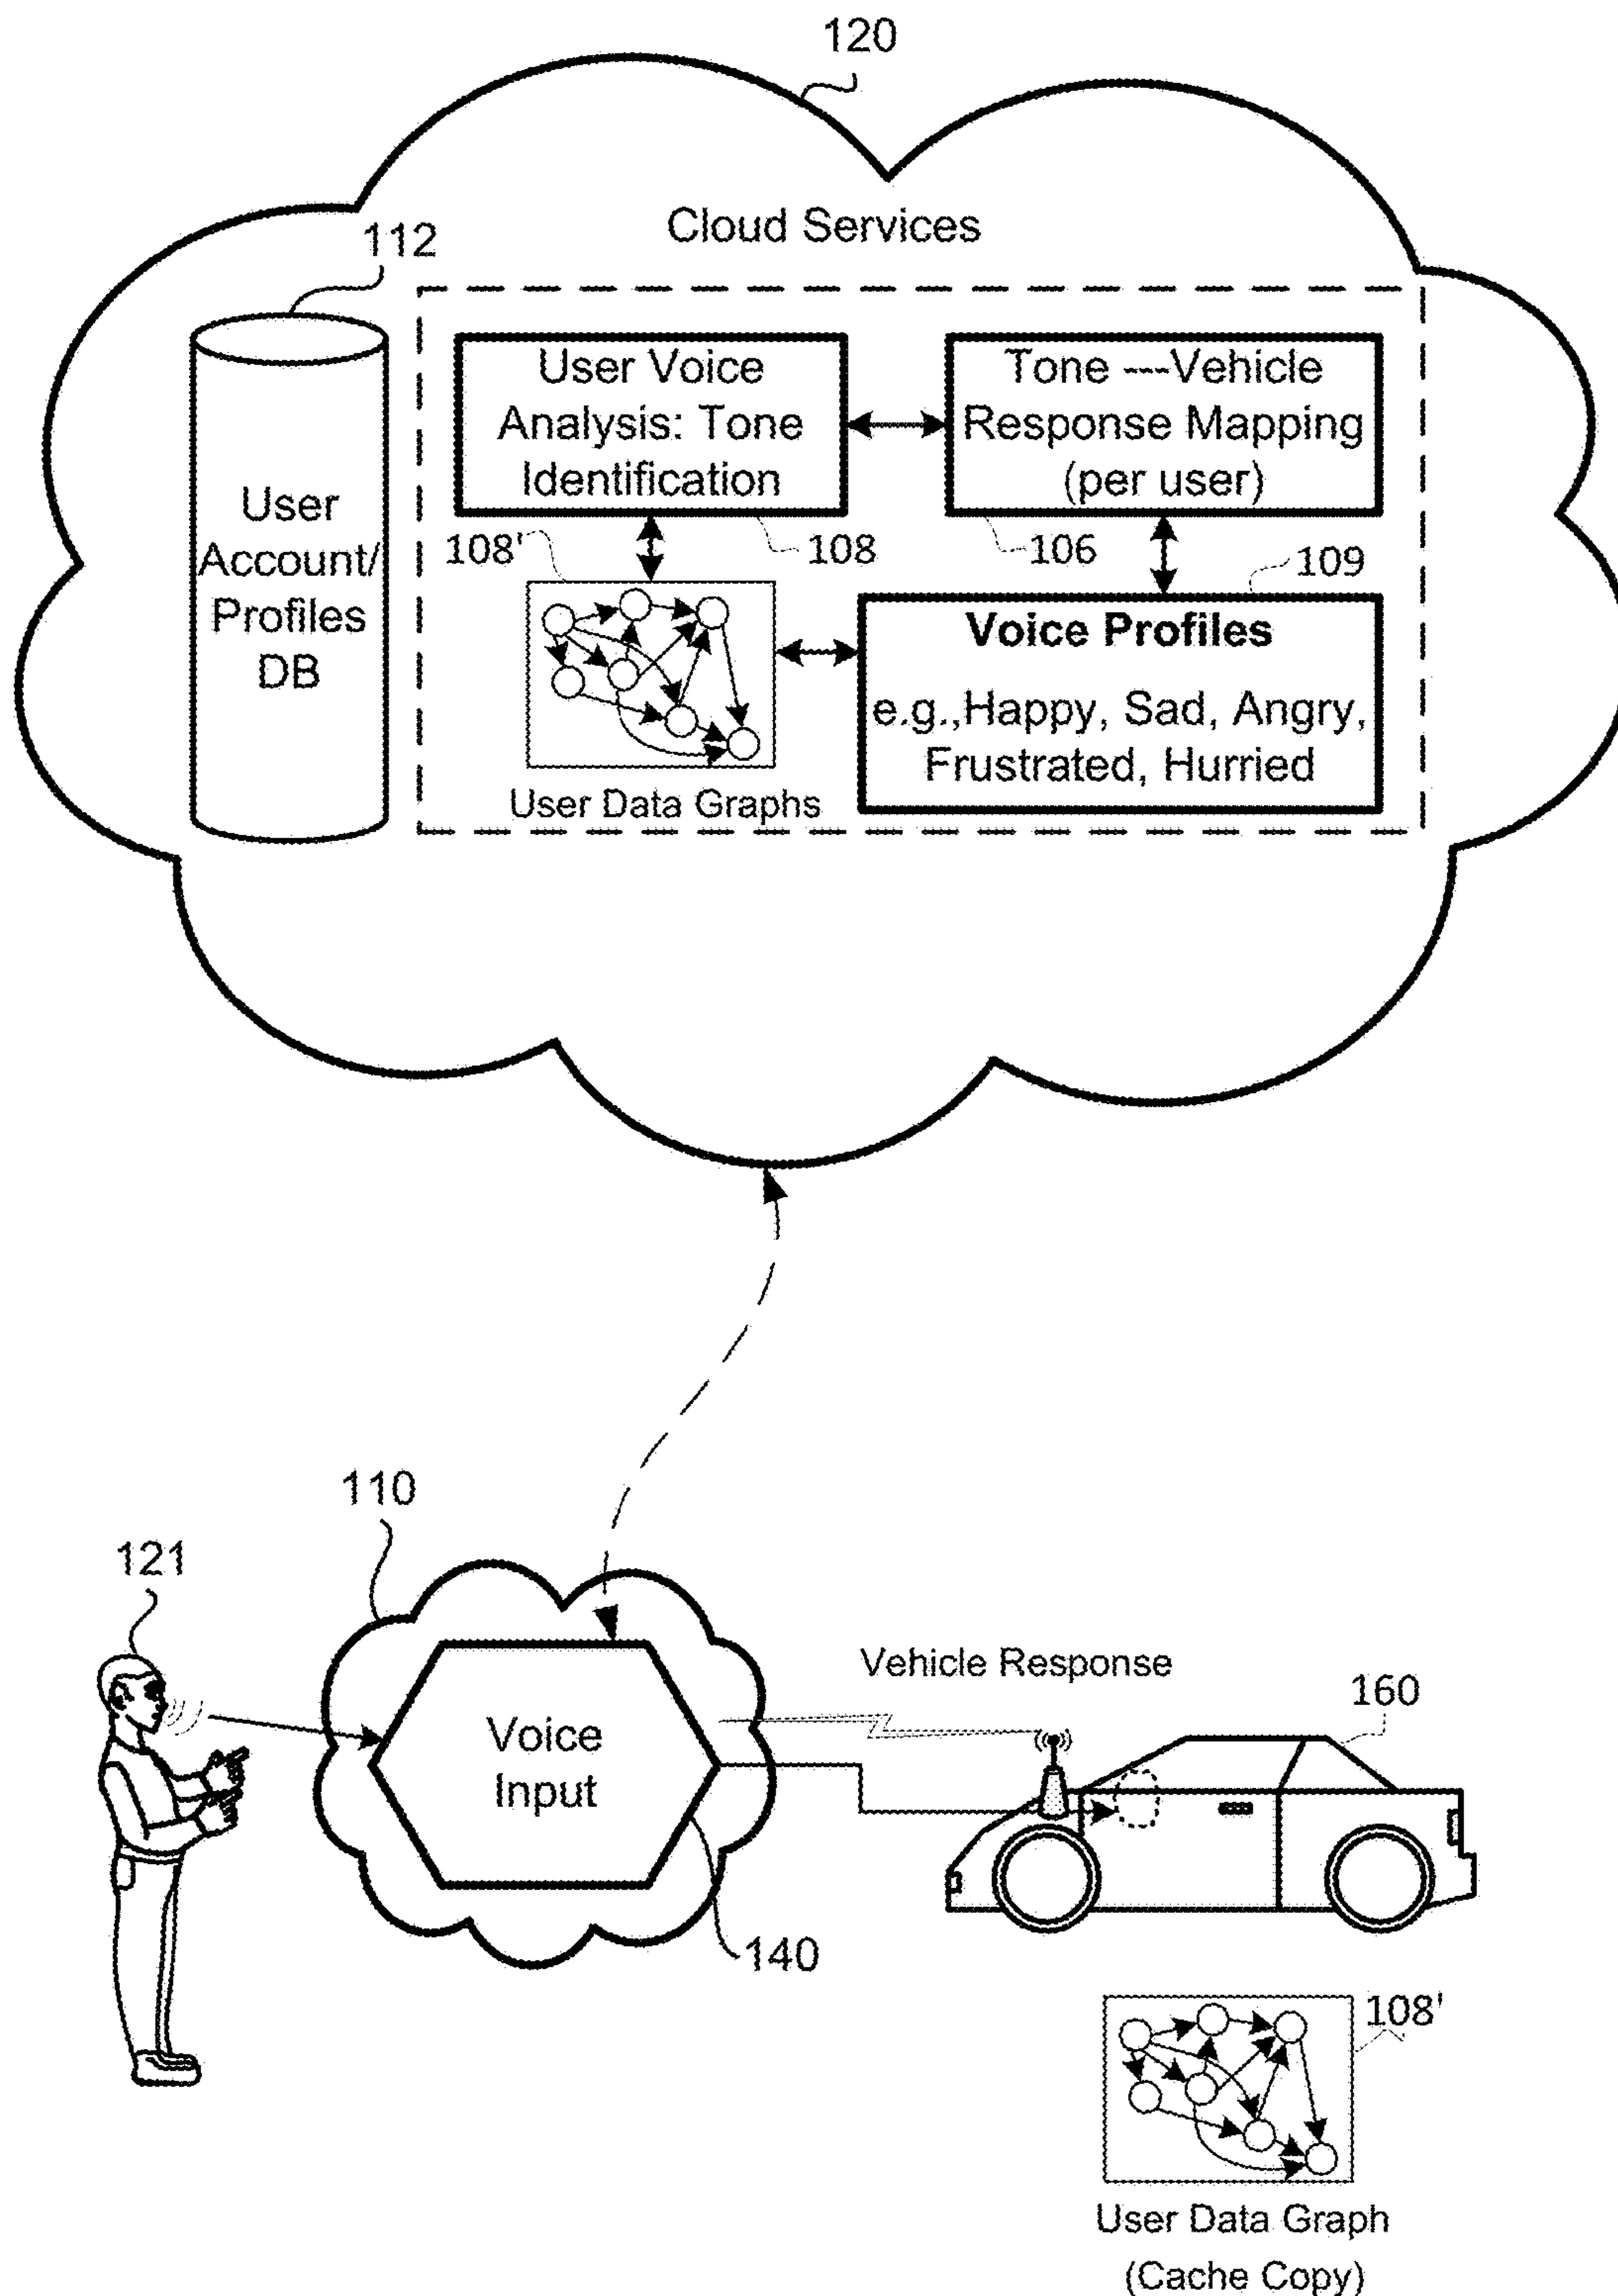 120
Cloud Services
112
User Voice
Analysis: Tone
Identification
Tone ---Vehicle
Response Mapping
(per user)
User
Account/
Profiles
DB
108'
108
106
109
Voice Profiles
e.g.,Happy, Sad, Angry,
Frustrated, Hurried
User Data Graphs
110
121
Voice
Input
Vehicle Response
160
140
108'
User Data Graph
(Cache Copy)